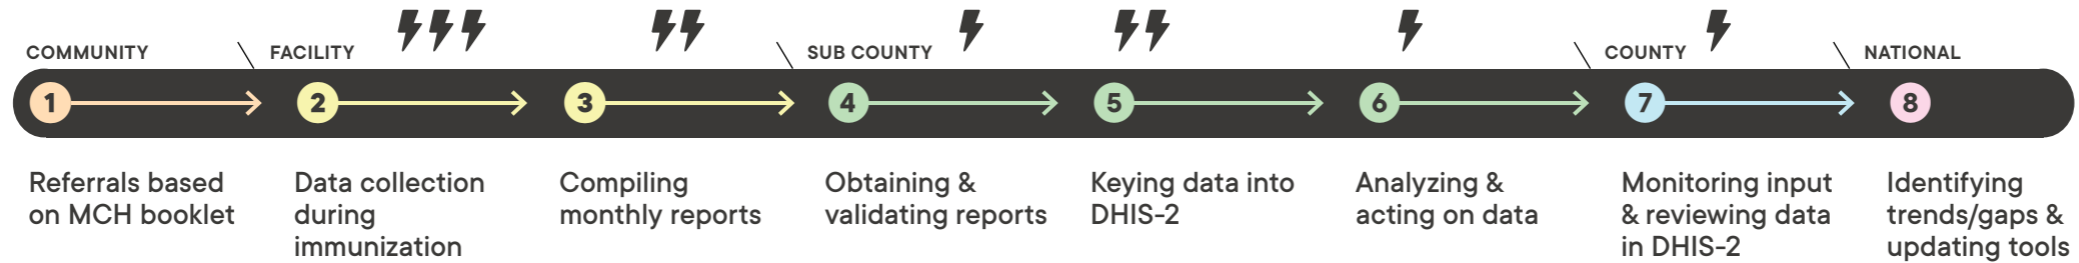 COMMUNITY
FACILITY
SUB COUNTY
COUNTY
NATIONAL
1
2
3
4
5
6
7
8
Referrals based
on MCH booklet
Data collection
during
immunization
Compiling
monthly reports
Obtaining &
validating reports
Keying data into
DHIS-2
Analyzing &
acting on data
Monitoring input
& reviewing data
in DHIS-2
Identifying
trends/gaps &
updating tools